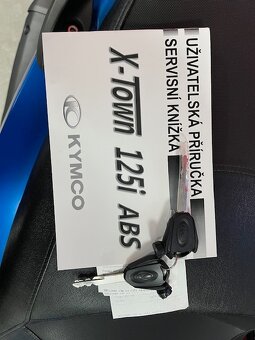 UŽIVATELSKÁ PŘÍRUČKA
SERVISNÍ KNÍŽKA
X-Town 125i ABS
KYMCO